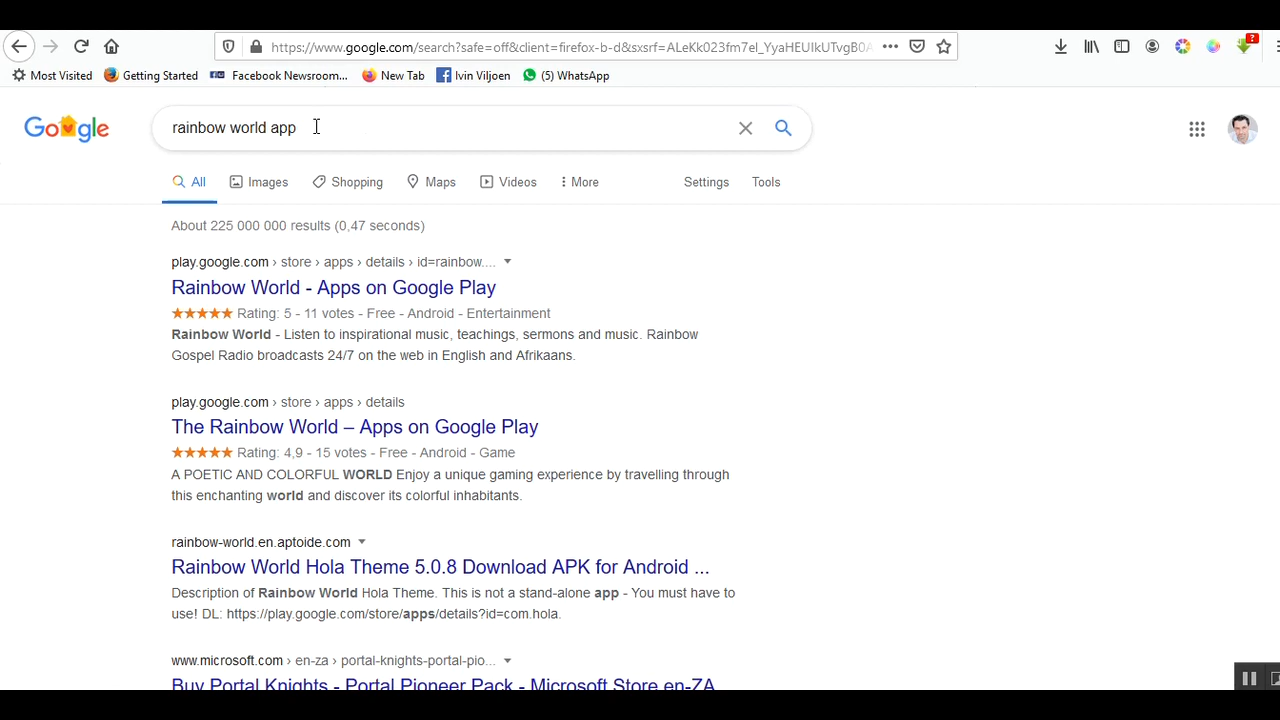 https://www.google.com/search?safe=off&client=firefox-b-d&sxsrf=ALeKk023fm7el_YyaHEUIkUTvgB0A
?
Most Visited Getting Started Facebook Newsroom... New Tab Ivin Viljoen (5) WhatsApp
Google
rainbow world app
All Images Shopping Maps Videos More Settings Tools
About 225 000 000 results (0,47 seconds)
play.google.com › store › apps › details › id=rainbow....
Rainbow World - Apps on Google Play
Rating: 5 - 11 votes - Free - Android - Entertainment
Rainbow World - Listen to inspirational music, teachings, sermons and music. Rainbow
Gospel Radio broadcasts 24/7 on the web in English and Afrikaans.
play.google.com › store › apps › details
The Rainbow World – Apps on Google Play
Rating: 4,9 - 15 votes - Free - Android - Game
A POETIC AND COLORFUL WORLD Enjoy a unique gaming experience by travelling through
this enchanting world and discover its colorful inhabitants.
rainbow-world.en.aptoide.com
Rainbow World Hola Theme 5.0.8 Download APK for Android ...
Description of Rainbow World Hola Theme. This is not a stand-alone app - You must have to
use! DL: https://play.google.com/store/apps/details?id=com.hola.
www.microsoft.com › en-za › portal-knights-portal-pio...
Buy Portal Knights - Portal Pioneer Pack - Microsoft Store en-ZA